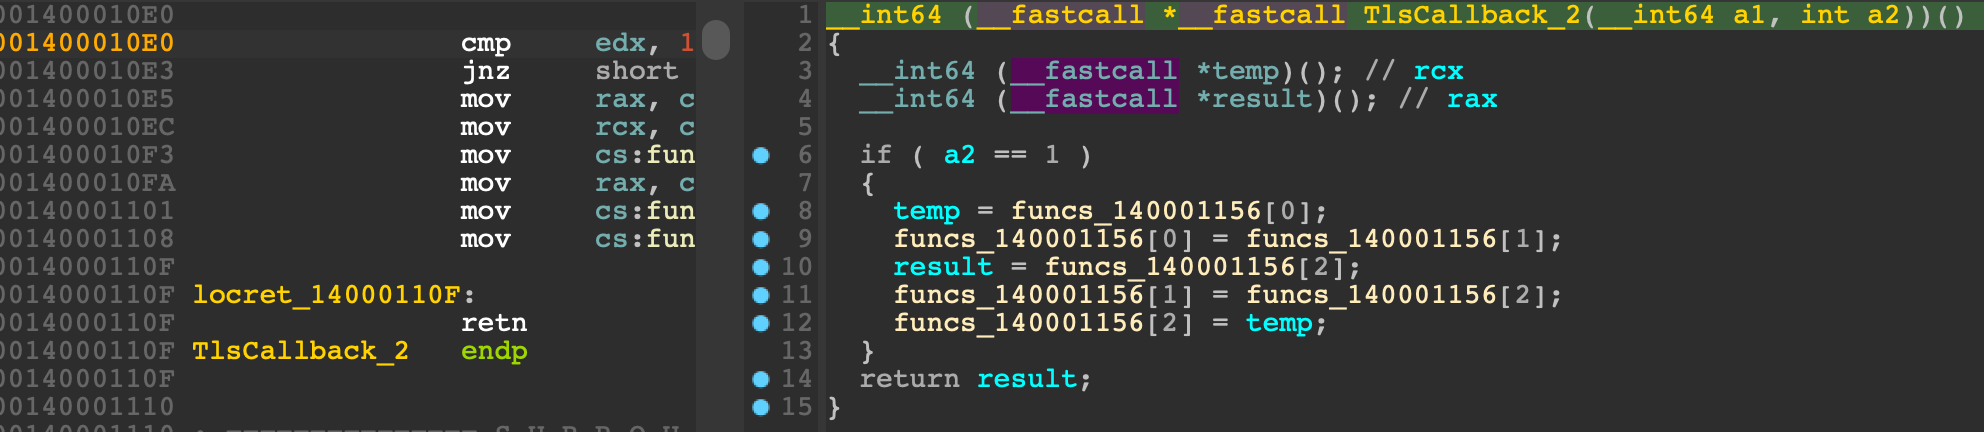 001400010E0
001400010E0 cmp edx, 1
001400010E3 jnz short
001400010E5 mov rax, c
001400010EC mov rcx, c
001400010F3 mov cs:fun
001400010FA mov rax, c
00140001101 mov cs:fun
00140001108 mov cs:fun
0014000110F
0014000110F locret_14000110F:
0014000110F retn
0014000110F TlsCallback_2 endp
0014000110F
00140001110
1 __int64 (__fastcall *__fastcall TlsCallback_2(__int64 a1, int a2))()
2 {
3 __int64 (__fastcall *temp)(); // rcx
4 __int64 (__fastcall *result)(); // rax
5
6 if ( a2 == 1 )
7 {
8 temp = funcs_140001156[0];
9 funcs_140001156[0] = funcs_140001156[1];
10 result = funcs_140001156[2];
11 funcs_140001156[1] = funcs_140001156[2];
12 funcs_140001156[2] = temp;
13 }
14 return result;
15 }